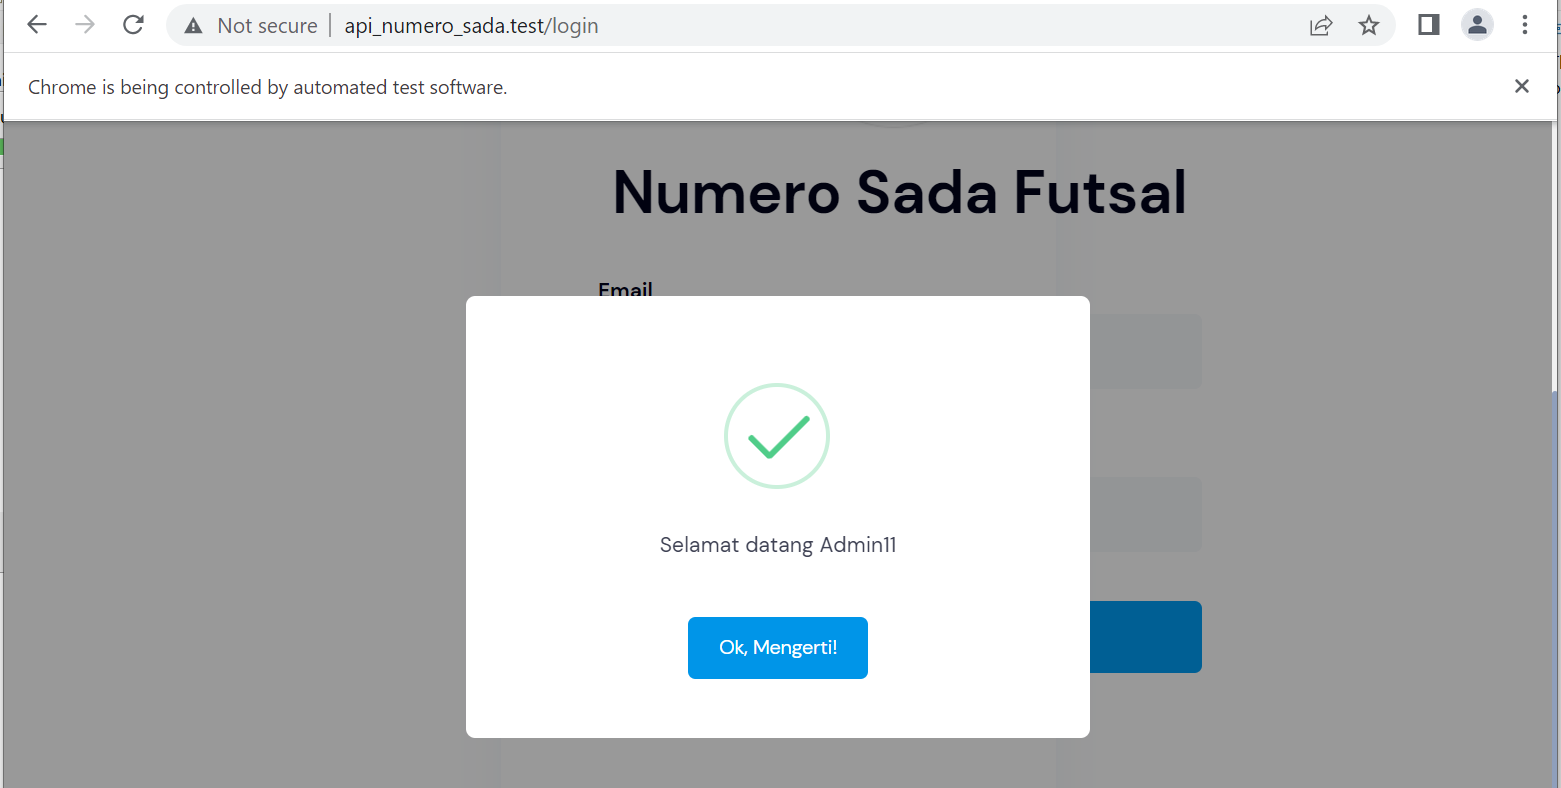 Not secure | api_numero_sada.test/login
Chrome is being controlled by automated test software.
Numero Sada Futsal
Email
Selamat datang Admin11
Ok, Mengerti!